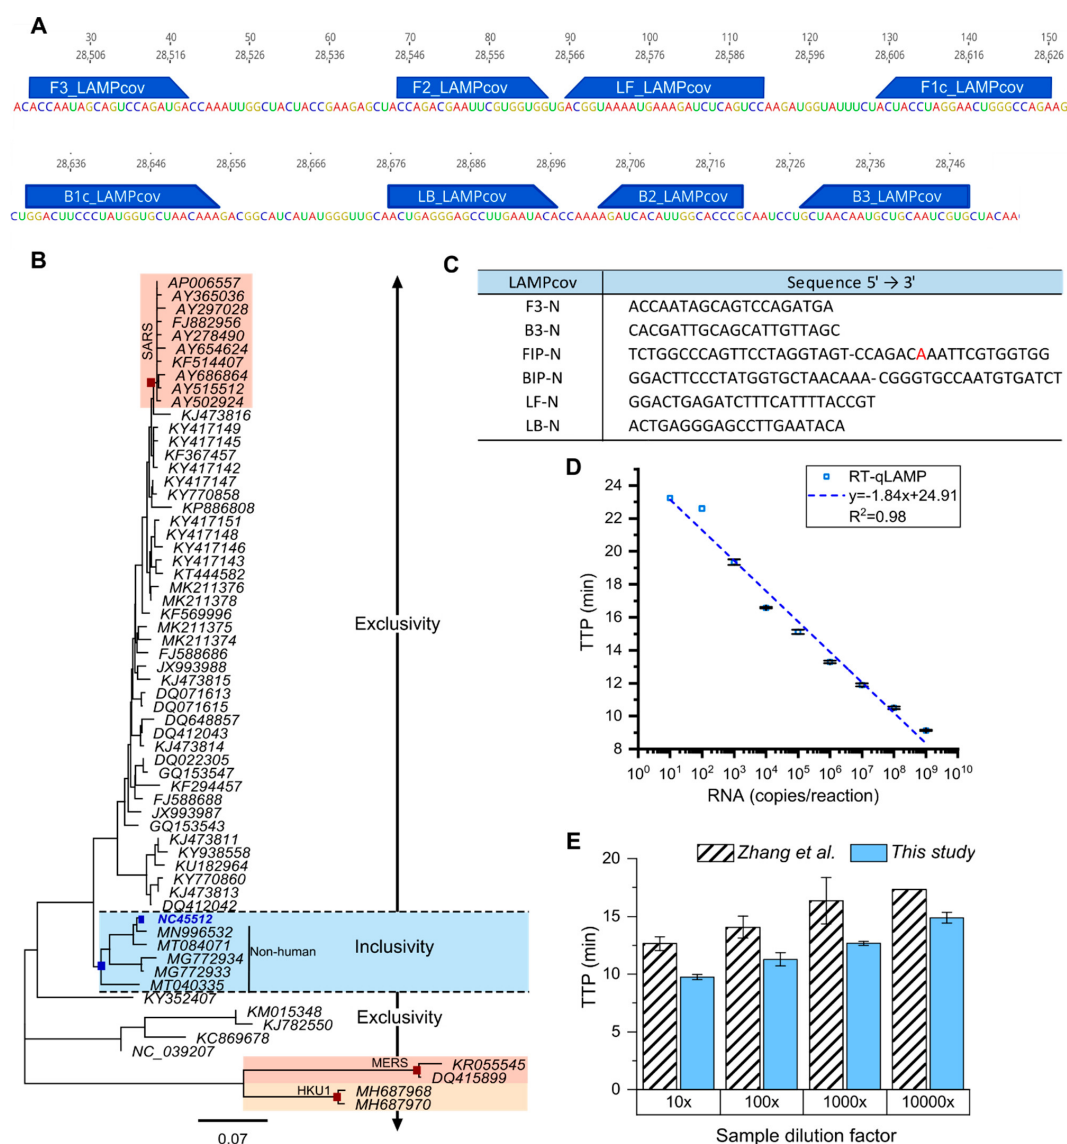 A
30 40 50 60 70 80 90 100 110 120 130 140 150
28,506 28,516 28,526 28,536 28,546 28,556 28,566 28,576 28,586 28,596 28,606 28,616 28,626
F3_LAMPcov F2_LAMPcov LF_LAMPcov F1c_LAMPcov
ACACCAAUAGCAGUCCAGAUGACCAAAUUGGCUACUACCGAAGAGCUACCAGACGAAUUCGUGGUGGUGACGGUAAAAUGAAAGAUCUCAGUCCAAGAUGGUAUUUCUACUACCUAGGAACUGGGCCAGAAG
28,636 28,646 28,656 28,666 28,676 28,686 28,696 28,706 28,716 28,726 28,736 28,746
B1c_LAMPcov LB_LAMPcov B2_LAMPcov B3_LAMPcov
CUGGACUUCCCUAUGGUGCUAACAAAGACGGCAUCAUAUGGGUUGCAACUGAGGGAGCCUUGAAUACACCAAAAGAUCACAUUGGCACCCGCAAUCCUGCUAACAAUGCUGCAAUCGUGCUACAA
B
AP006557
AY365036
AY297028
FJ882956
AY278490
AY654624
KF514407
AY686864
AY515512
AY502924
SARS
KJ473816
KY417149
KY417145
KF367457
KY417142
KY417147
KY770858
KP886808
KY417151
KY417148
KY417146
KY417143
KT444582
MK211376
MK211378
KF569996
MK211375
MK211374
FJ588686
JX993988
KJ473815
DQ071613
DQ071615
DQ648857
DQ412043
KJ473814
DQ022305
GQ153547
KF294457
FJ588688
JX993987
GQ153543
KJ473811
KY938558
KU182964
KY770860
KJ473813
DQ412042
NC45512
MN996532
MT084071
MG772934
MG772933
MT040335
Non-human
KY352407
KM015348
KJ782550
KC869678
NC_039207
MERS
KR055545
DQ415899
HKU1
MH687968
MH687970
0.07
Exclusivity
Inclusivity
Exclusivity
C
LAMPcov Sequence 5' → 3'
F3-N ACCAATAGCAGTCCAGATGA
B3-N CACGATTGCAGCATTGTTAGC
FIP-N TCTGGCCCAGTTCCTAGGTAGT-CCAGACAAATTCGTGGTGG
BIP-N GGACTTCCCTATGGTGCTAACAAA-CGGGTGCCAATGTGATCT
LF-N GGACTGAGATCTTTCATTTTACCGT
LB-N ACTGAGGGAGCCTTGAATACA
D
RT-qLAMP
y=-1.84x+24.91
R²=0.98
TTP (min)
24
22
20
18
16
14
12
10
8
10⁰ 10¹ 10² 10³ 10⁴ 10⁵ 10⁶ 10⁷ 10⁸ 10⁹ 10¹⁰
RNA (copies/reaction)
E
Zhang et al. This study
TTP (min)
20
15
10
5
0
10x 100x 1000x 10000x
Sample dilution factor